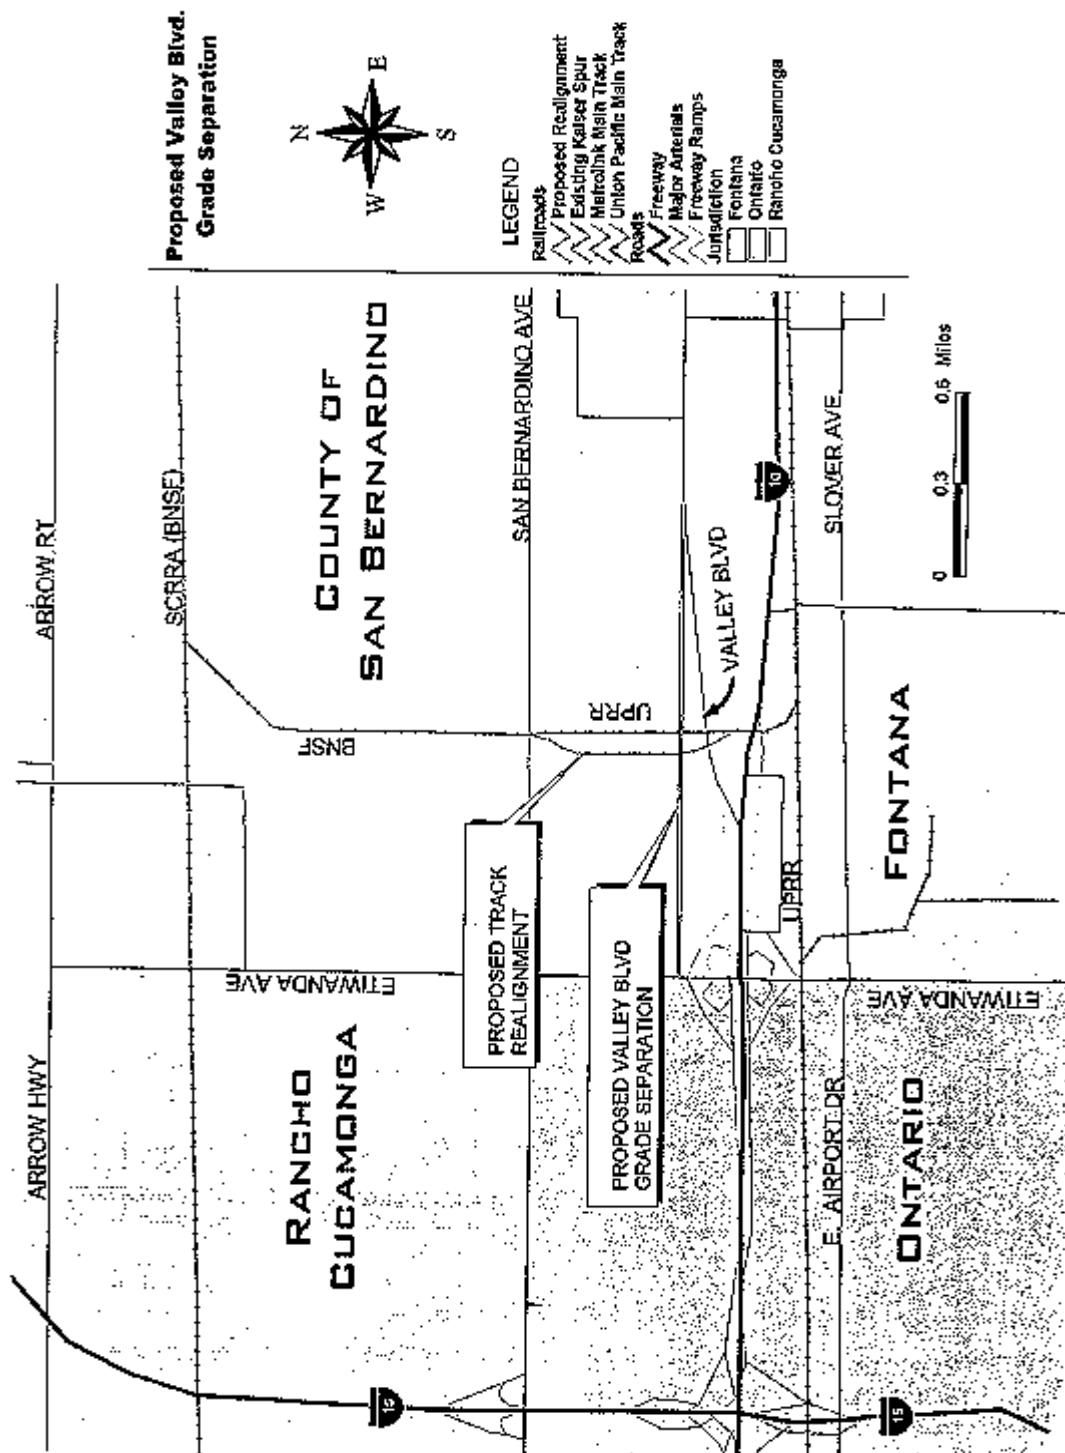 Proposed Valley Blvd.
Grade Separation
N
W
E
S
LEGEND
Railroads
Proposed Realignment
Existing Kaiser Spur
Metrolink Main Track
Union Pacific Main Track
Roads
Freeway
Major Arterials
Freeway Ramps
Jurisdiction
Fontana
Ontario
Rancho Cucamonga
ARROW HWY
ARROW RT
SCRRA (BNSF)
COUNTY OF
SAN BERNARDINO
RANCHO
CUCAMONGA
BNSF
UPRR
ETIWANDA AVE
SAN BERNARDINO AVE
PROPOSED TRACK
REALIGNMENT
PROPOSED VALLEY BLVD
GRADE SEPARATION
VALLEY BLVD
15
10
UPRR
SLOVER AVE
E. AIRPORT DR
ETIWANDA AVE
ONTARIO
FONTANA
15
0
0.3
0.6 Miles